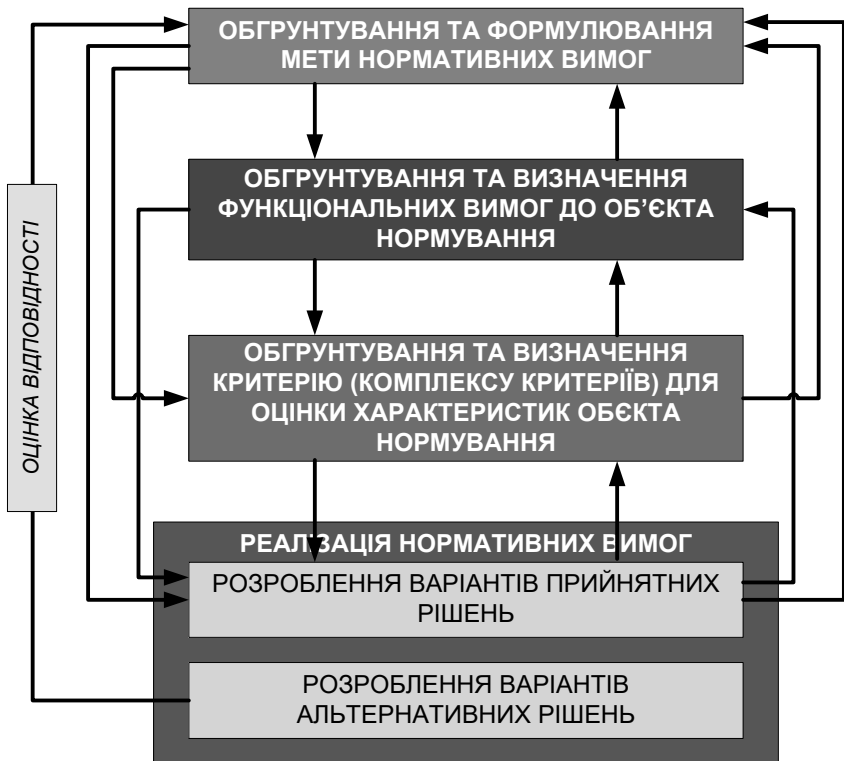 ОБГРУНТУВАННЯ ТА ФОРМУЛЮВАННЯ
МЕТИ НОРМАТИВНИХ ВИМОГ
ОБГРУНТУВАННЯ ТА ВИЗНАЧЕННЯ
ФУНКЦІОНАЛЬНИХ ВИМОГ ДО ОБ’ЄКТА
НОРМУВАННЯ
ОЦІНКА ВІДПОВІДНОСТІ
ОБГРУНТУВАННЯ ТА ВИЗНАЧЕННЯ
КРИТЕРІЮ (КОМПЛЕКСУ КРИТЕРІЇВ) ДЛЯ
ОЦІНКИ ХАРАКТЕРИСТИК ОБЄКТА
НОРМУВАННЯ
РЕАЛІЗАЦІЯ НОРМАТИВНИХ ВИМОГ
РОЗРОБЛЕННЯ ВАРІАНТІВ ПРИЙНЯТНИХ
РІШЕНЬ
РОЗРОБЛЕННЯ ВАРІАНТІВ
АЛЬТЕРНАТИВНИХ РІШЕНЬ